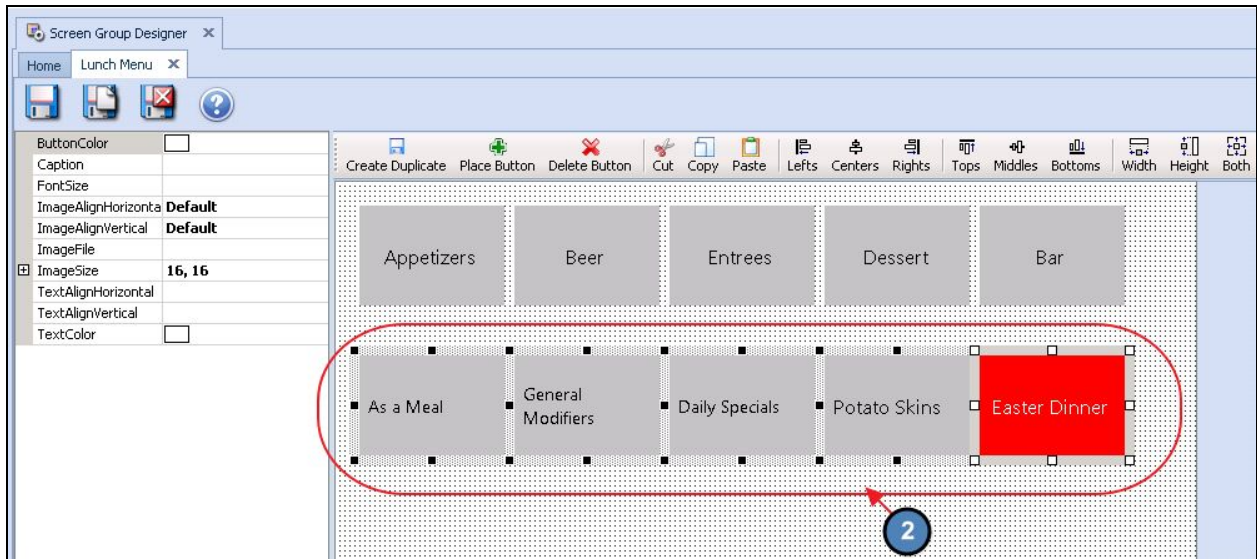 Screen Group Designer
Home Lunch Menu
ButtonColor
Caption
FontSize
ImageAlignHorizonta Default
ImageAlignVertical Default
ImageFile
ImageSize 16, 16
TextAlignHorizontal
TextAlignVertical
TextColor
Create Duplicate Place Button Delete Button Cut Copy Paste Lefts Centers Rights Tops Middles Bottoms Width Height Both
Appetizers Beer Entrees Dessert Bar
As a Meal
General
Modifiers
Daily Specials
Potato Skins
Easter Dinner
2